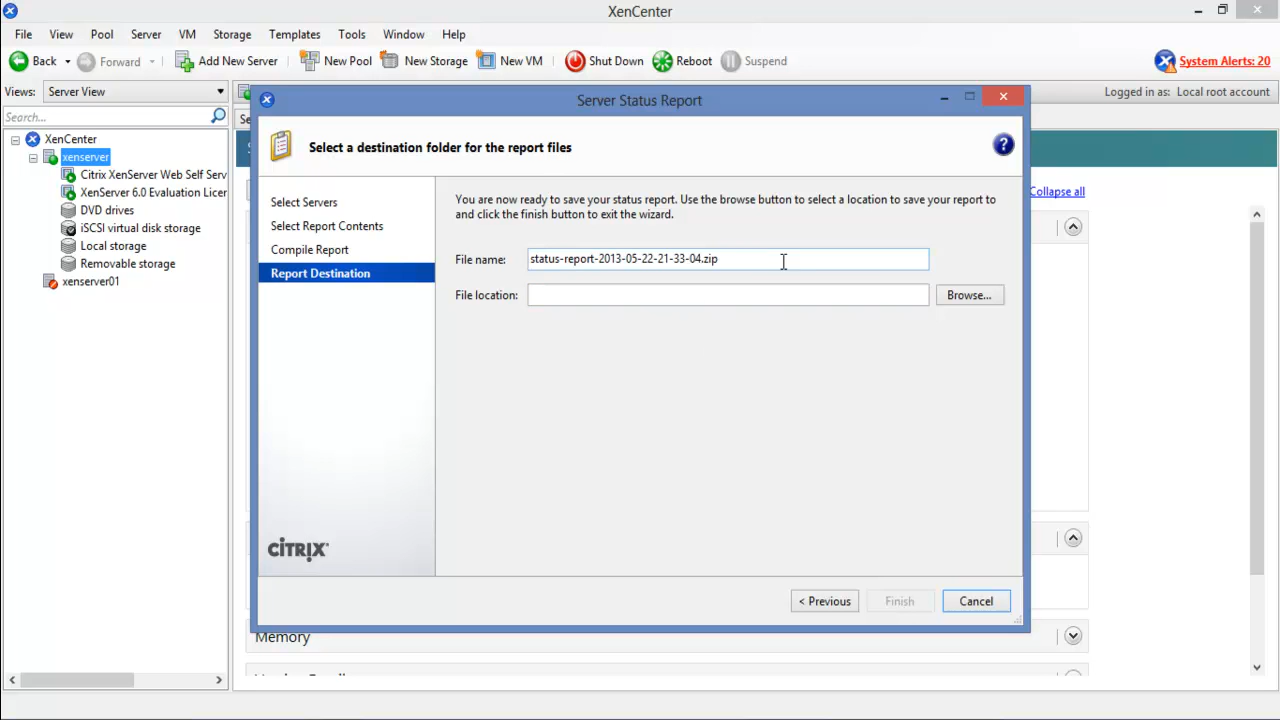 XenCenter
File View Pool Server VM Storage Templates Tools Window Help
Back Forward Add New Server New Pool New Storage New VM Shut Down Reboot Suspend System Alerts: 20
Views: Server View
Logged in as: Local root account
Search...
XenCenter
xenserver
Citrix XenServer Web Self Serv
XenServer 6.0 Evaluation Licer
DVD drives
iSCSI virtual disk storage
Local storage
Removable storage
xenserver01
Server Status Report
Select a destination folder for the report files
?
Select Servers
Select Report Contents
Compile Report
Report Destination
CITRIX
You are now ready to save your status report. Use the browse button to select a location to save your report to
and click the finish button to exit the wizard.
File name: status-report-2013-05-22-21-33-04.zip
File location: Browse...
< Previous Finish Cancel
Collapse all
Memory